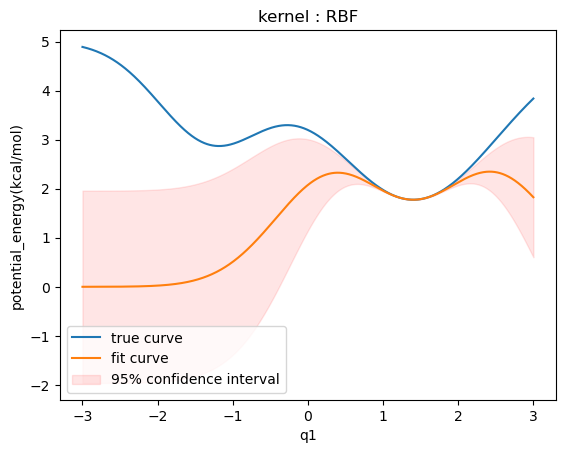 kernel : RBF
potential_energy(kcal/mol)
5
4
3
2
1
0
−1
−2
true curve
fit curve
95% confidence interval
−3 −2 −1 0 1 2 3
q1